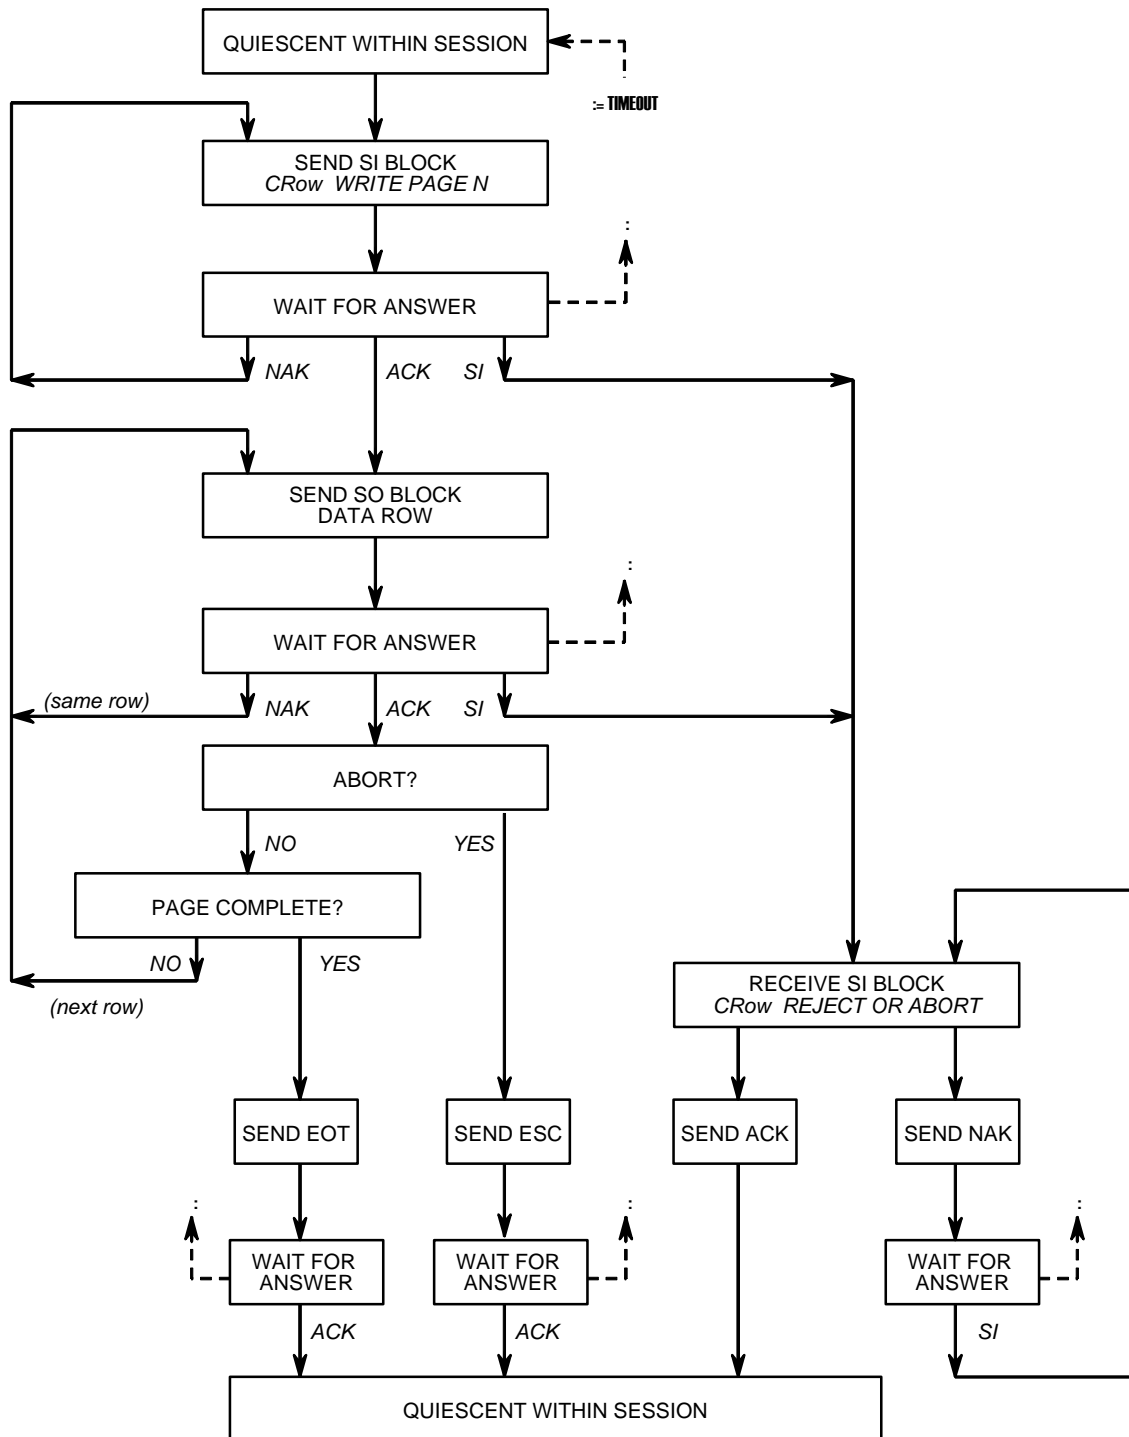 QUIESCENT WITHIN SESSION
:= TIMEOUT
SEND SI BLOCK
CRow WRITE PAGE N
:
WAIT FOR ANSWER
NAK ACK SI
SEND SO BLOCK
DATA ROW
:
WAIT FOR ANSWER
(same row) NAK ACK SI
ABORT?
NO YES
PAGE COMPLETE?
NO YES
(next row)
RECEIVE SI BLOCK
CRow REJECT OR ABORT
SEND EOT SEND ESC SEND ACK SEND NAK
: : :
WAIT FOR
ANSWER
WAIT FOR
ANSWER
WAIT FOR
ANSWER
ACK ACK SI
QUIESCENT WITHIN SESSION